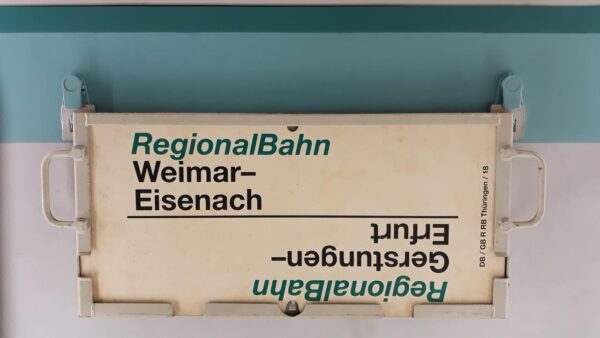 RegionalBahn
Weimar–
Eisenach
RegionalBahn
Gerstungen–
Erfurt
DB / GB R RB Thüringen / 18